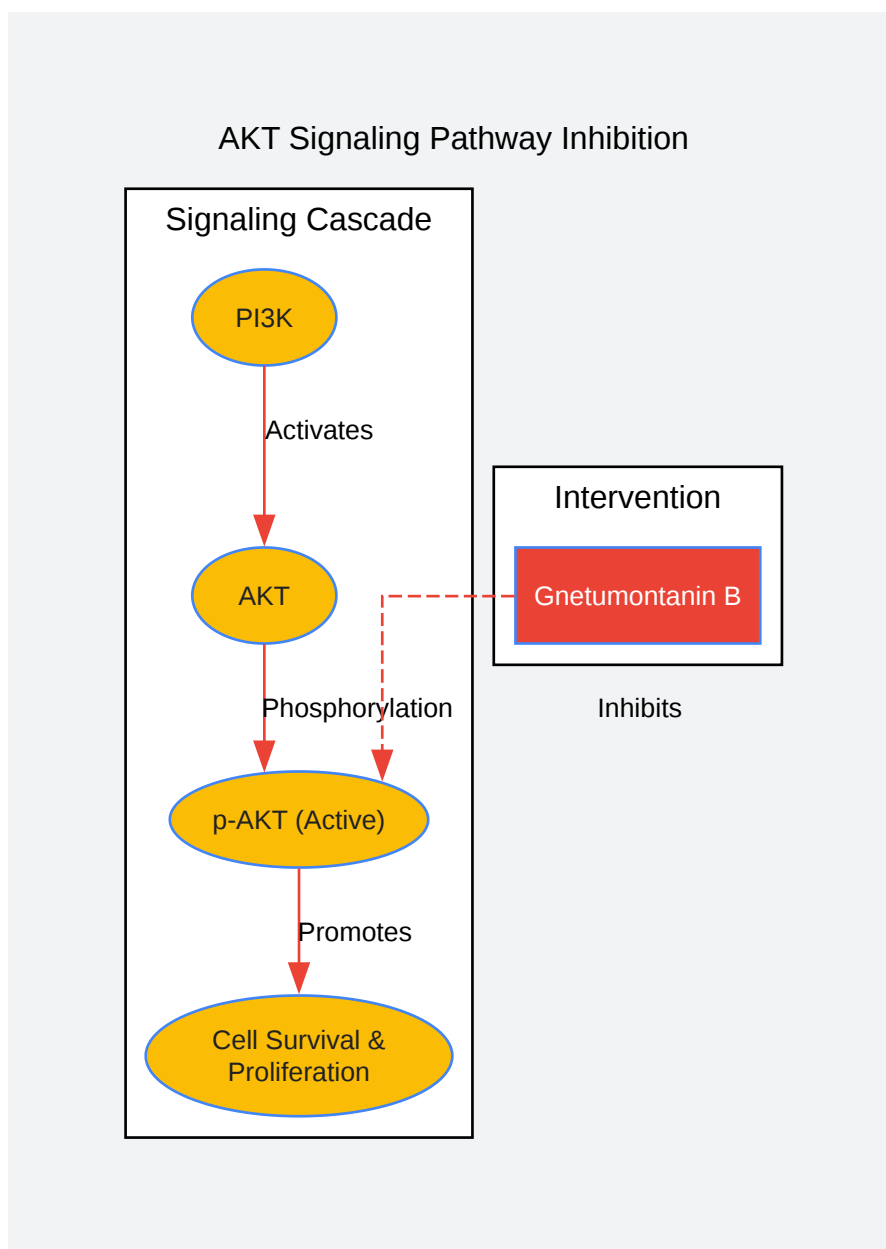 AKT Signaling Pathway Inhibition
Signaling Cascade
PI3K
Activates
Intervention
AKT
Gnetumontanin B
Phosphorylation
Inhibits
p-AKT (Active)
Promotes
Cell Survival &
Proliferation